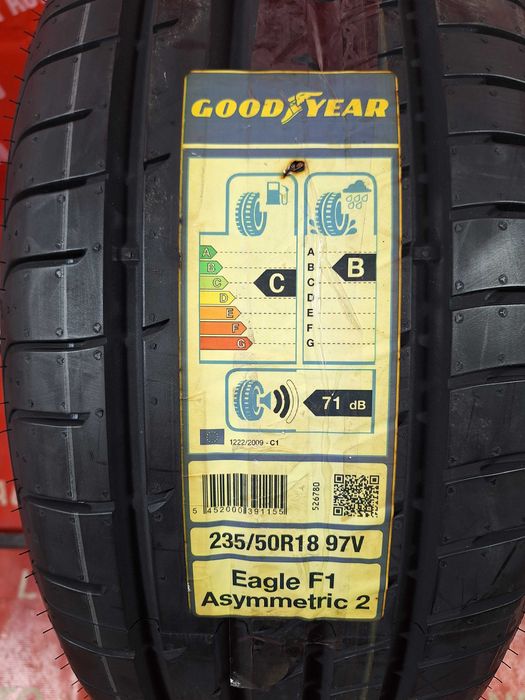 GOODYEAR
A
B
C
D
E
F
G
C
A
B
C
D
E
F
G
B
71 dB
1222/2009 - C1
5 452000 391155
526780
235/50R18 97V
Eagle F1
Asymmetric 2